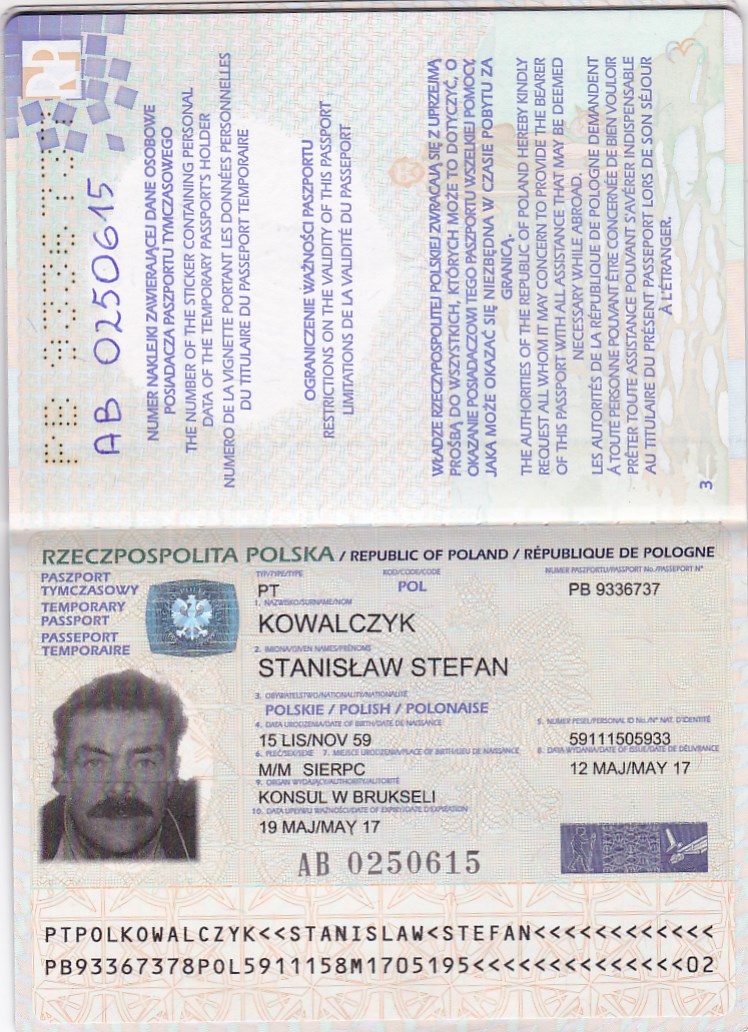 AB 0250615
NUMER NAKLEJKI ZAWIERAJĄCEJ DANE OSOBOWE
POSIADACZA PASZPORTU TYMCZASOWEGO
THE NUMBER OF THE STICKER CONTAINING PERSONAL
DATA OF THE TEMPORARY PASSPORT'S HOLDER
NUMERO DE LA VIGNETTE PORTANT LES DONNÉES PERSONNELLES
DU TITULAIRE DU PASSEPORT TEMPORAIRE
OGRANICZENIE WAŻNOŚCI PASZPORTU
RESTRICTIONS ON THE VALIDITY OF THIS PASSPORT
LIMITATIONS DE LA VALIDITÉ DU PASSEPORT
WŁADZE RZECZYPOSPOLITEJ POLSKIEJ ZWRACAJĄ SIĘ Z UPRZEJMĄ
PROŚBĄ DO WSZYSTKICH, KTÓRYCH MOŻE TO DOTYCZYĆ, O
OKAZANIE POSIADACZOWI TEGO PASZPORTU WSZELKIEJ POMOCY,
JAKA MOŻE OKAZAĆ SIĘ NIEZBĘDNA W CZASIE POBYTU ZA
GRANICĄ.
THE AUTHORITIES OF THE REPUBLIC OF POLAND HEREBY KINDLY
REQUEST ALL WHOM IT MAY CONCERN TO PROVIDE THE BEARER
OF THIS PASSPORT WITH ALL ASSISTANCE THAT MAY BE DEEMED
NECESSARY WHILE ABROAD.
LES AUTORITÉS DE LA RÉPUBLIQUE DE POLOGNE DEMANDENT
À TOUTE PERSONNE POUVANT ÊTRE CONCERNÉE DE BIEN VOULOIR
PRÊTER TOUTE ASSISTANCE POUVANT S'AVÉRER INDISPENSABLE
AU TITULAIRE DU PRÉSENT PASSEPORT LORS DE SON SÉJOUR
À L'ÉTRANGER.
3
RZECZPOSPOLITA POLSKA / REPUBLIC OF POLAND / RÉPUBLIQUE DE POLOGNE
PASZPORT
TYMCZASOWY
TEMPORARY
PASSPORT
PASSEPORT
TEMPORAIRE
TYP/TYPE/TYPE KOD/CODE/CODE NUMER PASZPORTU/PASSPORT No./PASSEPORT N°
PT POL PB 9336737
1. NAZWISKO/SURNAME/NOM
KOWALCZYK
2. IMIONA/GIVEN NAMES/PRÉNOMS
STANISŁAW STEFAN
3. OBYWATELSTWO/NATIONALITY/NATIONALITÉ
POLSKIE / POLISH / POLONAISE
4. DATA URODZENIA/DATE OF BIRTH/DATE DE NAISSANCE 5. NUMER PESEL/PERSONAL ID No./N° NAT. D'IDENTITÉ
15 LIS/NOV 59 59111505933
6. PŁEĆ/SEX/SEXE 7. MIEJSCE URODZENIA/PLACE OF BIRTH/LIEU DE NAISSANCE 8. DATA WYDANIA/DATE OF ISSUE/DATE DE DÉLIVRANCE
M/M SIERPC 12 MAJ/MAY 17
9. ORGAN WYDAJĄCY/AUTHORITY/AUTORITÉ
KONSUL W BRUKSELI
10. DATA UPŁYWU WAŻNOŚCI/DATE OF EXPIRY/DATE D'EXPIRATION
19 MAJ/MAY 17
AB 0250615
PTPOLKOWALCZYK<<STANISLAW<STEFAN<<<<<<<<<<<<
PB93367378POL5911158M1705195<<<<<<<<<<<<<<02